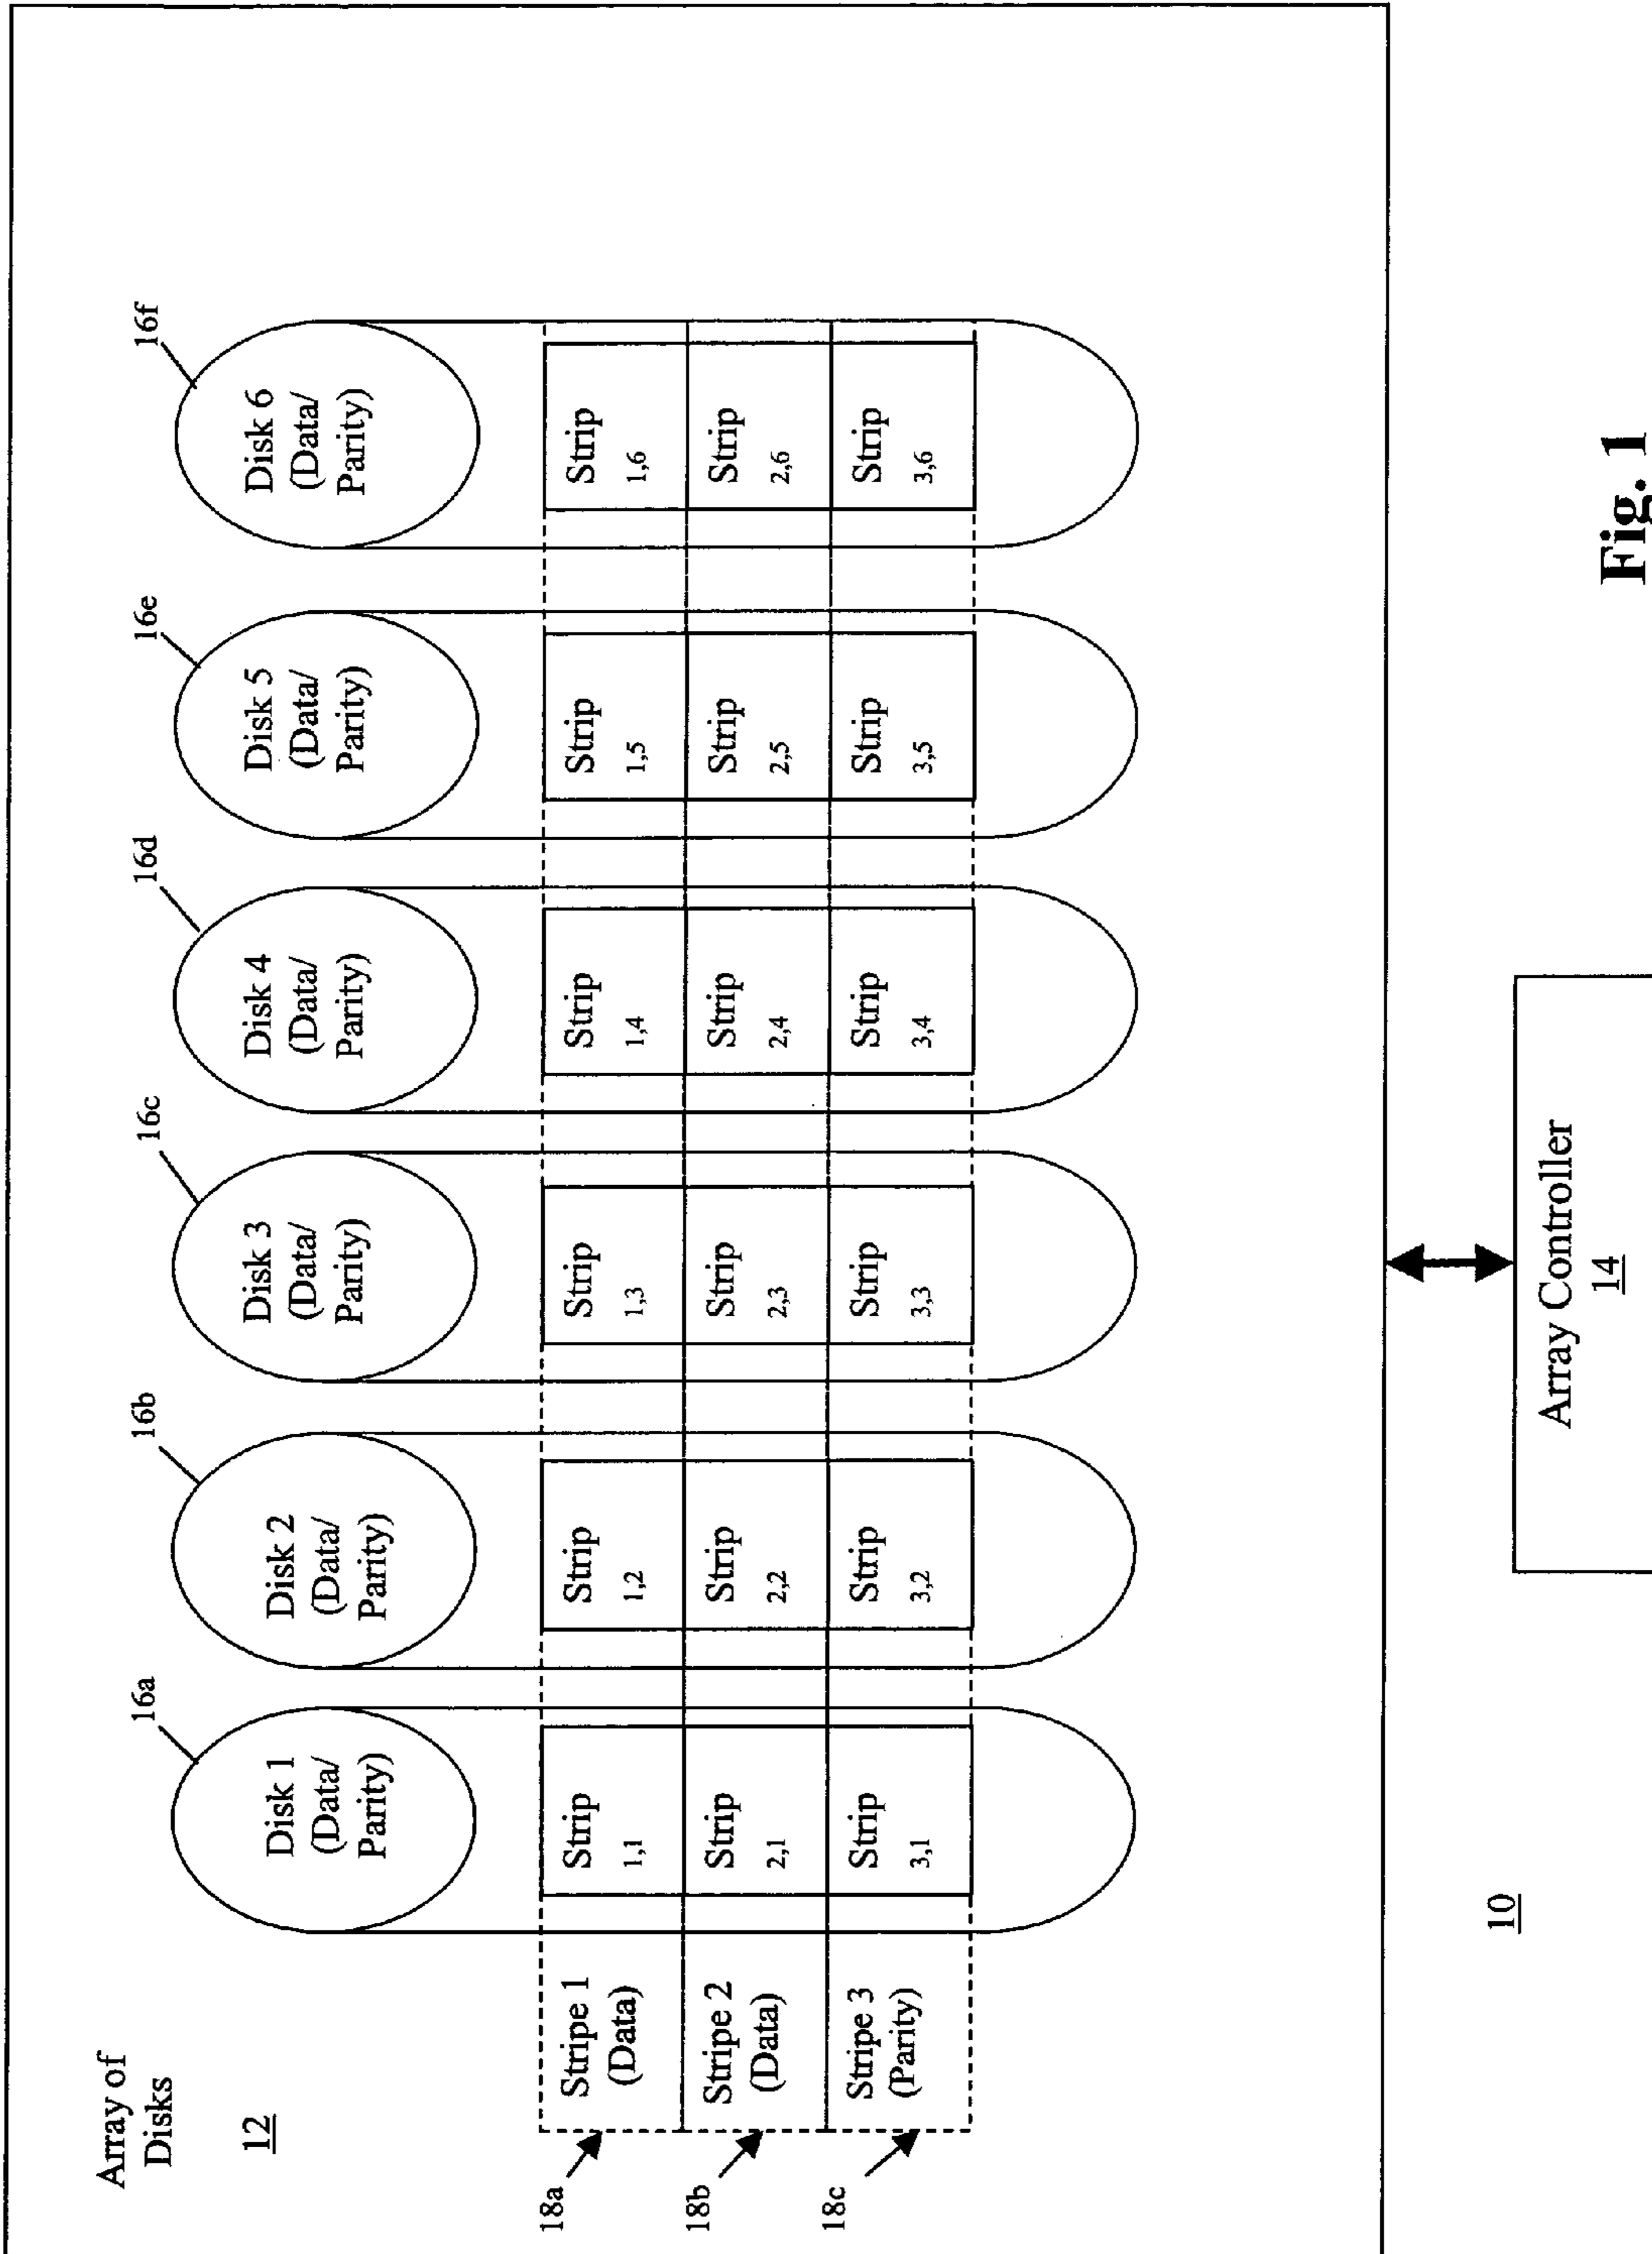 Array of
Disks
12
16a
16b
16c
16d
16e
16f
Disk 1
(Data/
Parity)
Disk 2
(Data/
Parity)
Disk 3
(Data/
Parity)
Disk 4
(Data/
Parity)
Disk 5
(Data/
Parity)
Disk 6
(Data/
Parity)
18a
Stripe 1
(Data)
Strip
1,1
Strip
1,2
Strip
1,3
Strip
1,4
Strip
1,5
Strip
1,6
18b
Stripe 2
(Data)
Strip
2,1
Strip
2,2
Strip
2,3
Strip
2,4
Strip
2,5
Strip
2,6
18c
Stripe 3
(Parity)
Strip
3,1
Strip
3,2
Strip
3,3
Strip
3,4
Strip
3,5
Strip
3,6
10
Array Controller
14
Fig. 1